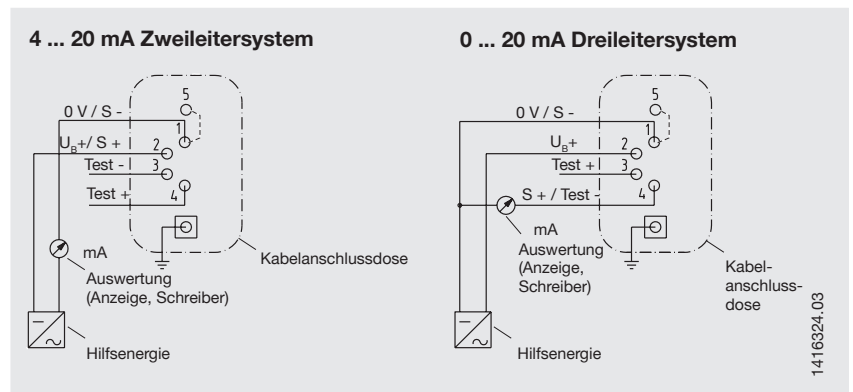 4 ... 20 mA Zweileitersystem
5
0 V / S -
1
U_B+/ S +
2
Test -
3
Test +
4
mA
Auswertung
(Anzeige, Schreiber)
Kabelanschlussdose
Hilfsenergie
0 ... 20 mA Dreileitersystem
5
0 V / S -
1
U_B+
2
Test +
3
S + / Test -
4
mA
Auswertung
(Anzeige,
Schreiber)
Kabel-
anschluss-
dose
Hilfsenergie
1416324.03